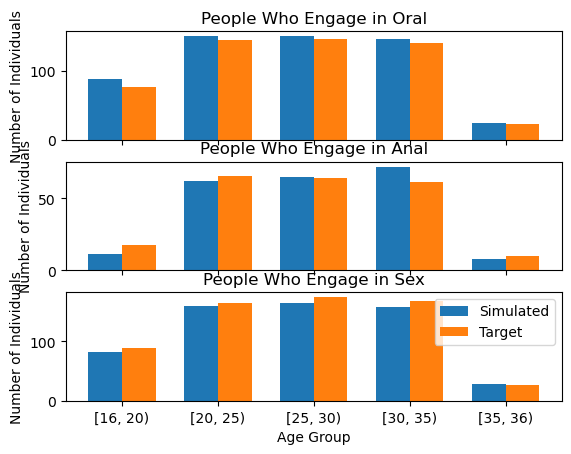 People Who Engage in Oral
Number of Individuals
100
0
People Who Engage in Anal
Number of Individuals
50
0
People Who Engage in Sex
Number of Individuals
100
0
Simulated
Target
[16, 20)
[20, 25)
[25, 30)
[30, 35)
[35, 36)
Age Group